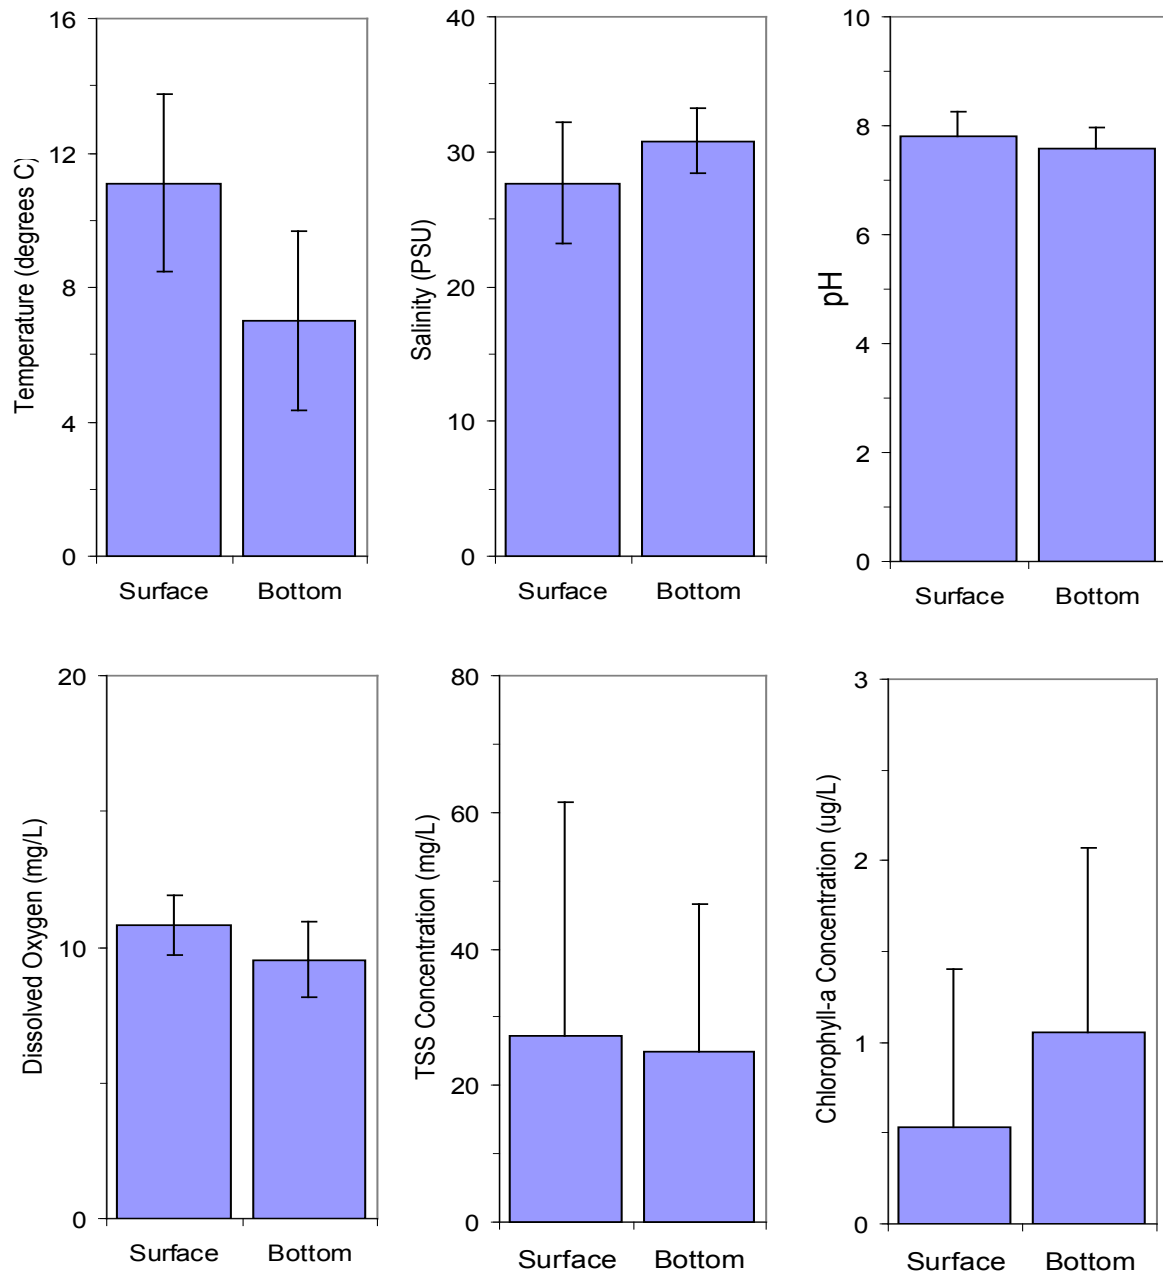 16
12
8
4
0
Temperature (degrees C)
Surface Bottom
40
30
20
10
0
Salinity (PSU)
Surface Bottom
10
8
6
4
2
0
pH
Surface Bottom
20
10
0
Dissolved Oxygen (mg/L)
Surface Bottom
80
60
40
20
0
TSS Concentration (mg/L)
Surface Bottom
3
2
1
0
Chlorophyll-a Concentration (ug/L)
Surface Bottom